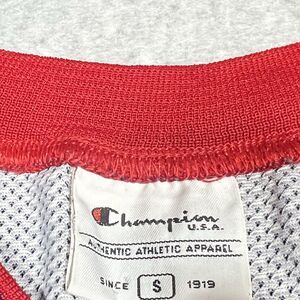 Champion
U.S.A.
AUTHENTIC ATHLETIC APPAREL
SINCE S 1919